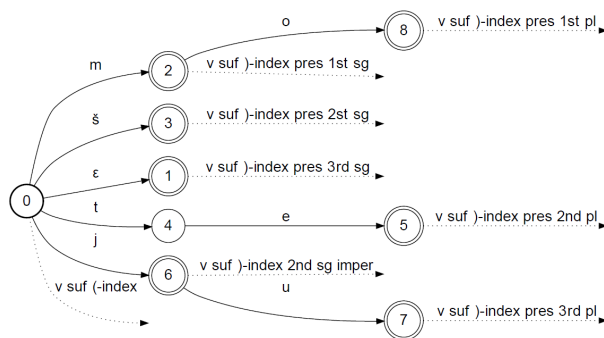 o
8
v suf )-index pres 1st pl
m
2
v suf )-index pres 1st sg
š
3
v suf )-index pres 2st sg
ε
1
v suf )-index pres 3rd sg
0
t
4
e
5
v suf )-index pres 2nd pl
j
6
v suf )-index 2nd sg imper
v suf (-index
u
7
v suf )-index pres 3rd pl